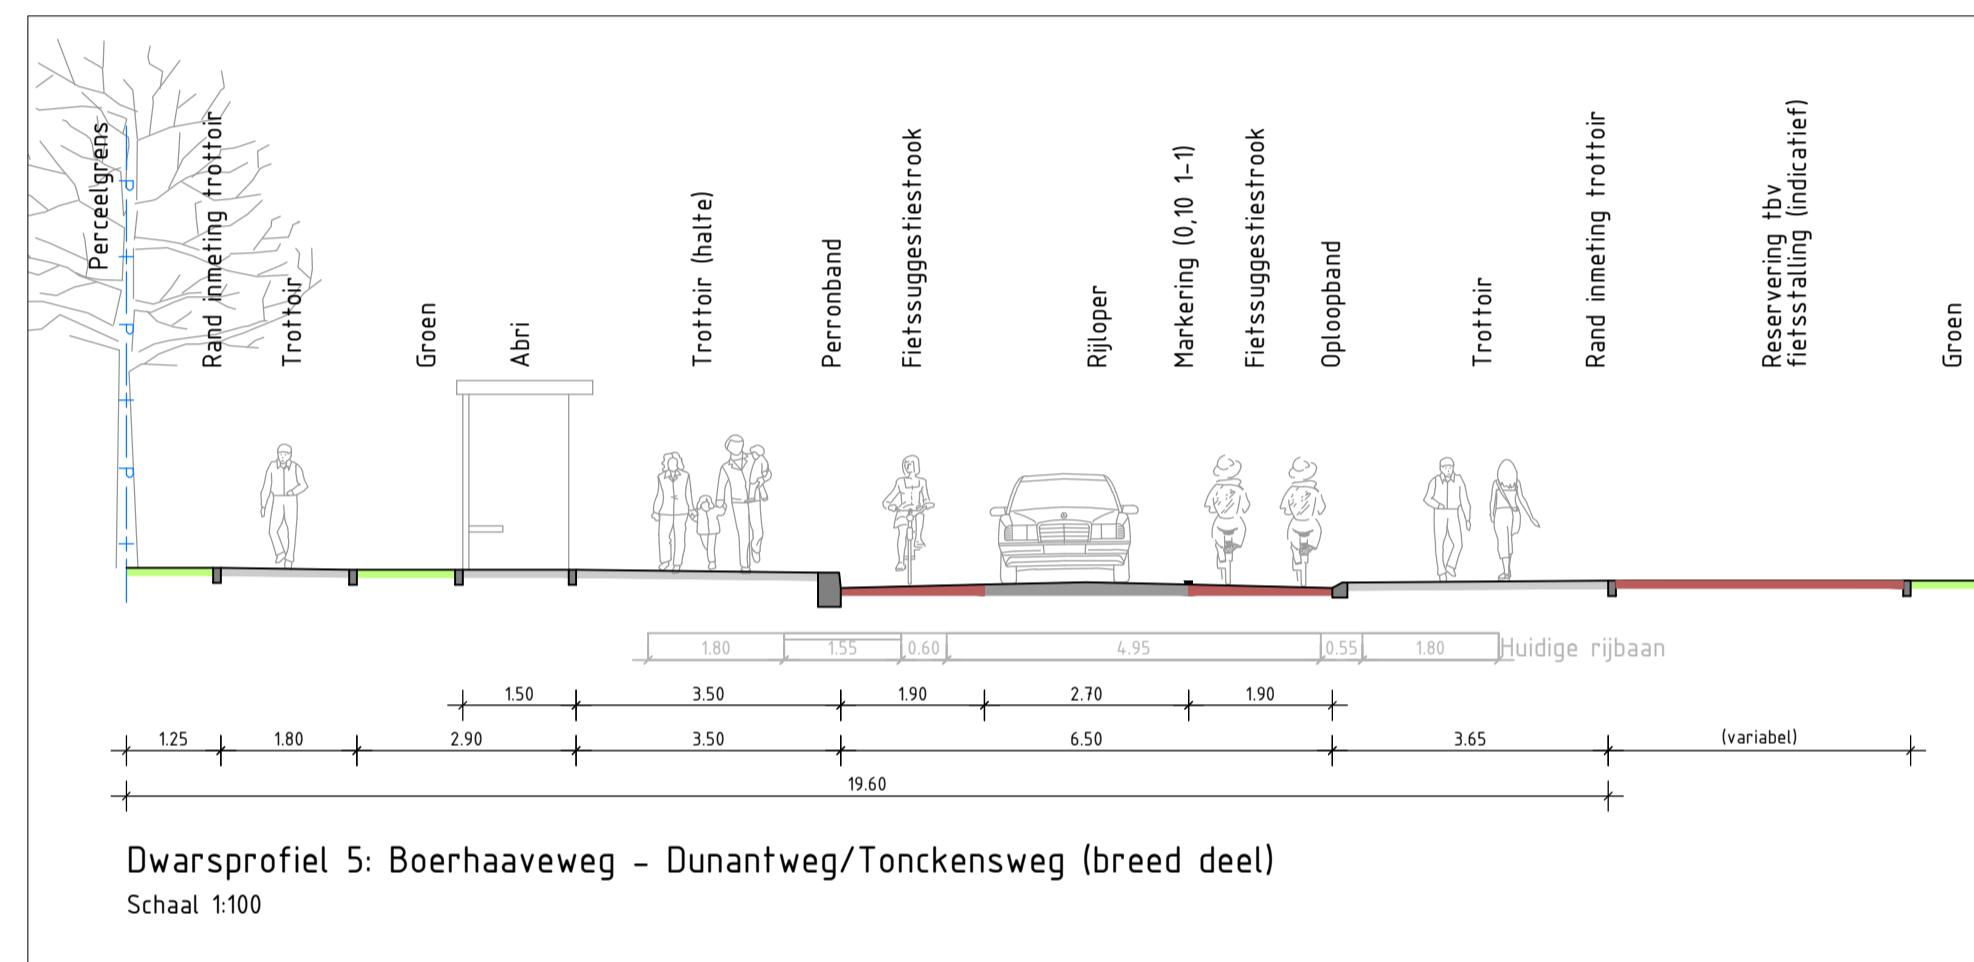 Perceelgrens
Rand inmeting trottoir
Trottoir
Groen
Abri
Trottoir (halte)
Perronband
Fietssuggestiestrook
Rijloper
Markering (0,10 1-1)
Fietssuggestiestrook
Oploopband
Trottoir
Rand inmeting trottoir
Reservering tbv
fietsstalling (indicatief)
Groen
P
P
P
1.80 1.55 0.60 4.95 0.55 1.80 Huidige rijbaan
1.50 3.50 1.90 2.70 1.90
1.25 1.80 2.90 3.50 6.50 3.65 (variabel)
19.60
Dwarsprofiel 5: Boerhaaveweg - Dunantweg/Tonckensweg (breed deel)
Schaal 1:100